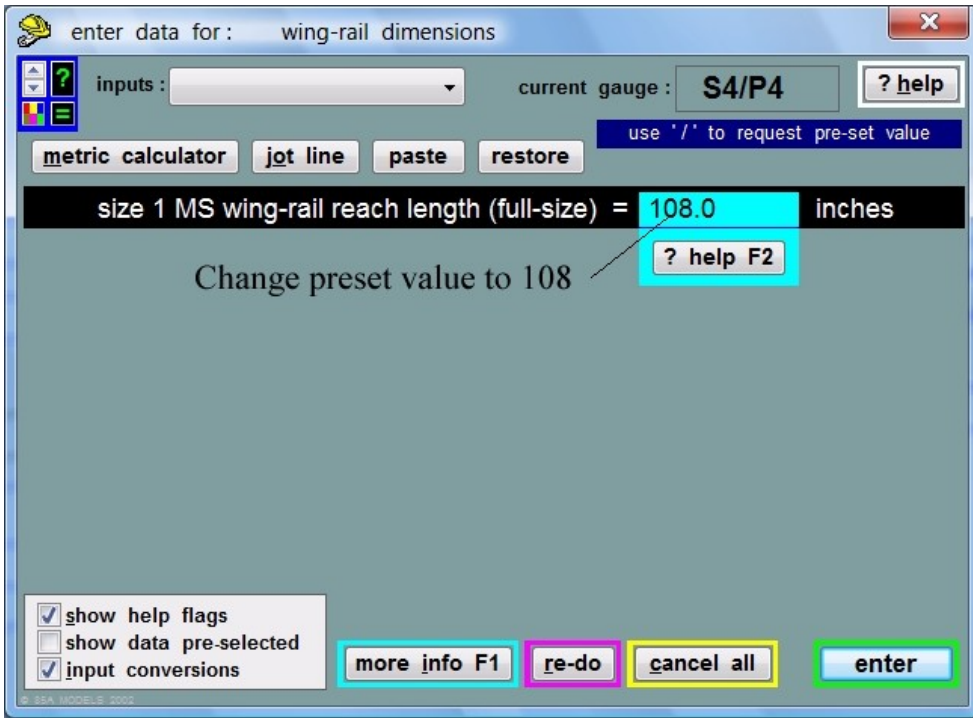 enter data for : wing-rail dimensions
inputs :
current gauge : S4/P4
? help
use '/' to request pre-set value
metric calculator
jot line
paste
restore
size 1 MS wing-rail reach length (full-size) = 108.0 inches
? help F2
Change preset value to 108
show help flags
show data pre-selected
input conversions
more info F1
re-do
cancel all
enter
© 85A MODELS 2002